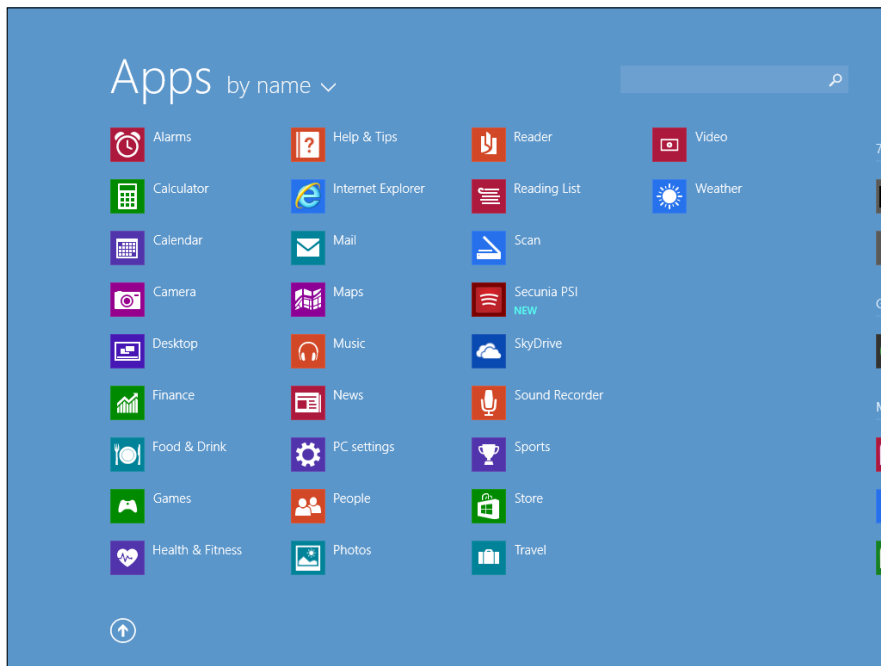 Apps by name
Alarms
Calculator
Calendar
Camera
Desktop
Finance
Food & Drink
Games
Health & Fitness
Help & Tips
Internet Explorer
Mail
Maps
Music
News
PC settings
People
Photos
Reader
Reading List
Scan
Secunia PSI
NEW
SkyDrive
Sound Recorder
Sports
Store
Travel
Video
Weather
7